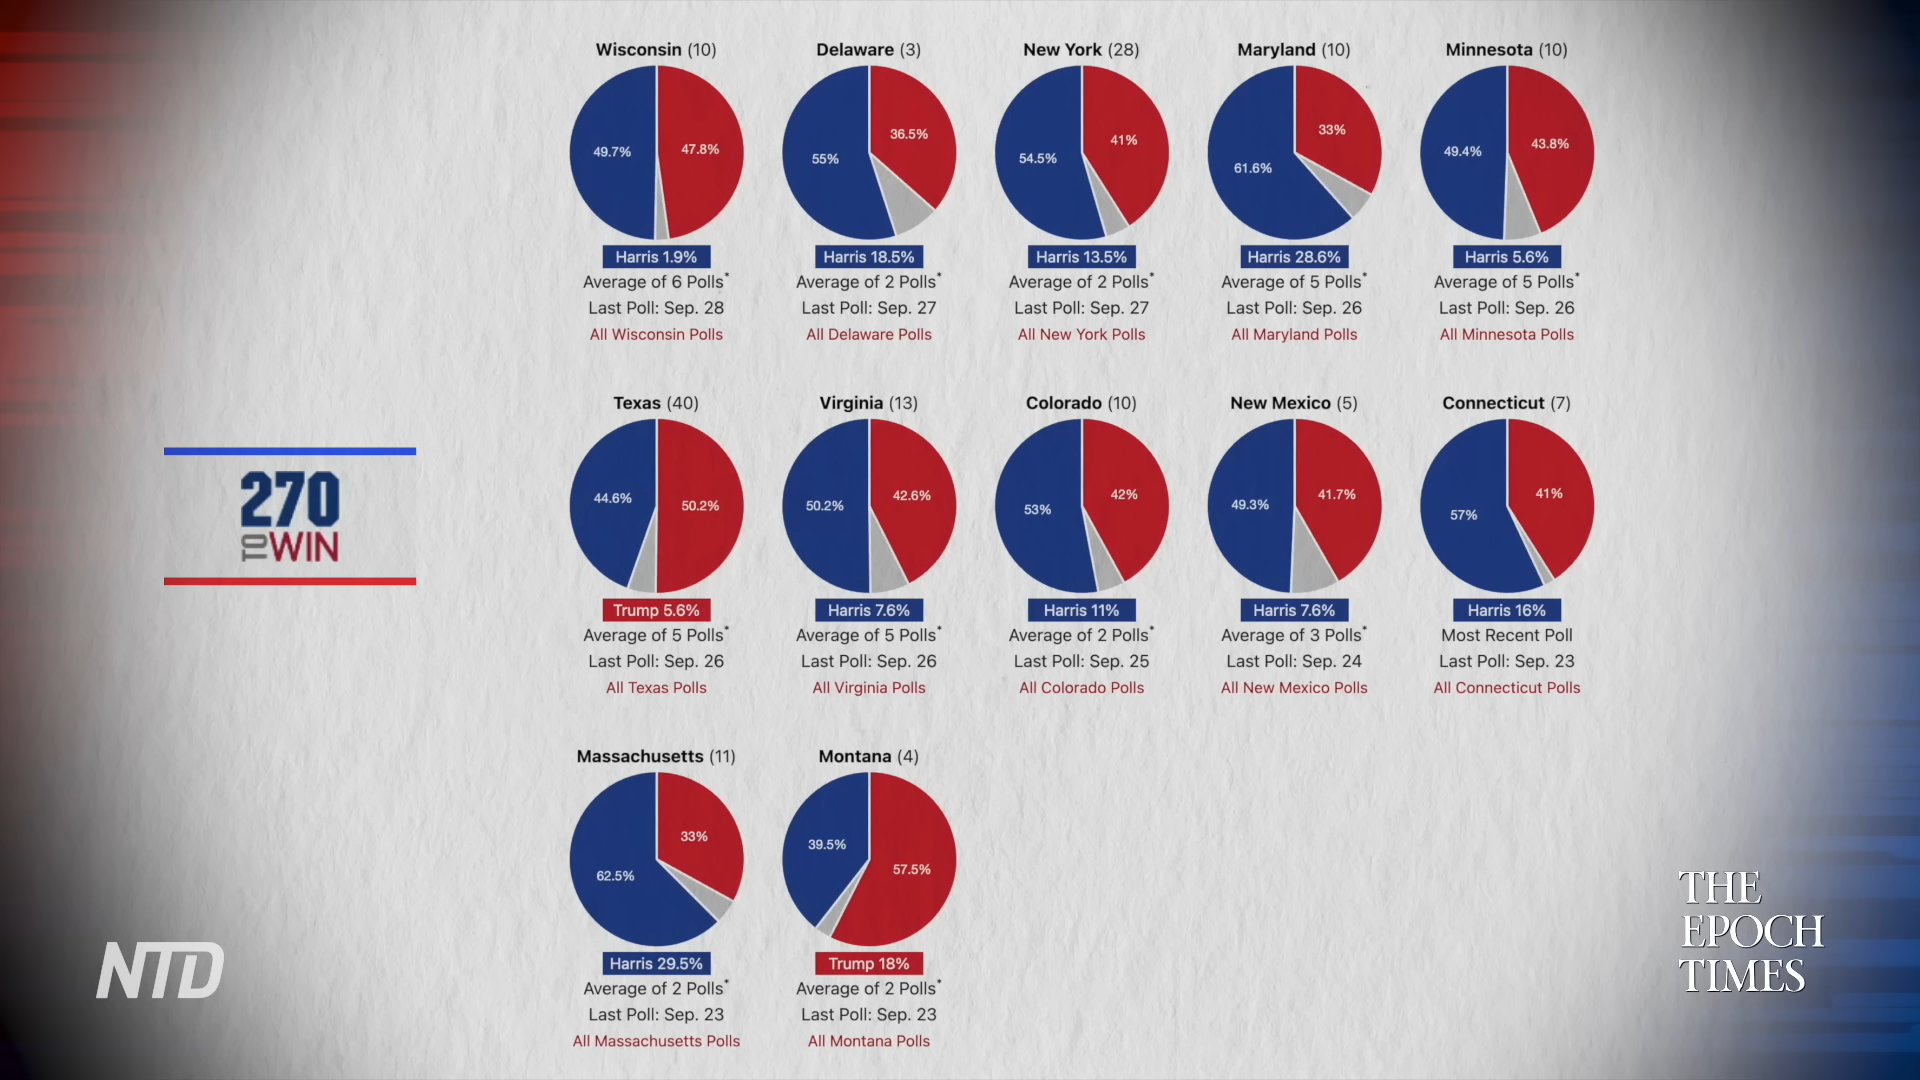 Wisconsin (10)
49.7%
47.8%
Harris 1.9%
Average of 6 Polls*
Last Poll: Sep. 28
All Wisconsin Polls
Delaware (3)
55%
36.5%
Harris 18.5%
Average of 2 Polls*
Last Poll: Sep. 27
All Delaware Polls
New York (28)
54.5%
41%
Harris 13.5%
Average of 2 Polls*
Last Poll: Sep. 27
All New York Polls
Maryland (10)
61.6%
33%
Harris 28.6%
Average of 5 Polls*
Last Poll: Sep. 26
All Maryland Polls
Minnesota (10)
49.4%
43.8%
Harris 5.6%
Average of 5 Polls*
Last Poll: Sep. 26
All Minnesota Polls
270
TO WIN
Texas (40)
44.6%
50.2%
Trump 5.6%
Average of 5 Polls*
Last Poll: Sep. 26
All Texas Polls
Virginia (13)
50.2%
42.6%
Harris 7.6%
Average of 5 Polls*
Last Poll: Sep. 26
All Virginia Polls
Colorado (10)
53%
42%
Harris 11%
Average of 2 Polls*
Last Poll: Sep. 25
All Colorado Polls
New Mexico (5)
49.3%
41.7%
Harris 7.6%
Average of 3 Polls*
Last Poll: Sep. 24
All New Mexico Polls
Connecticut (7)
57%
41%
Harris 16%
Most Recent Poll
Last Poll: Sep. 23
All Connecticut Polls
Massachusetts (11)
62.5%
33%
Harris 29.5%
Average of 2 Polls*
Last Poll: Sep. 23
All Massachusetts Polls
Montana (4)
39.5%
57.5%
Trump 18%
Average of 2 Polls*
Last Poll: Sep. 23
All Montana Polls
NTD
THE
EPOCH
TIMES